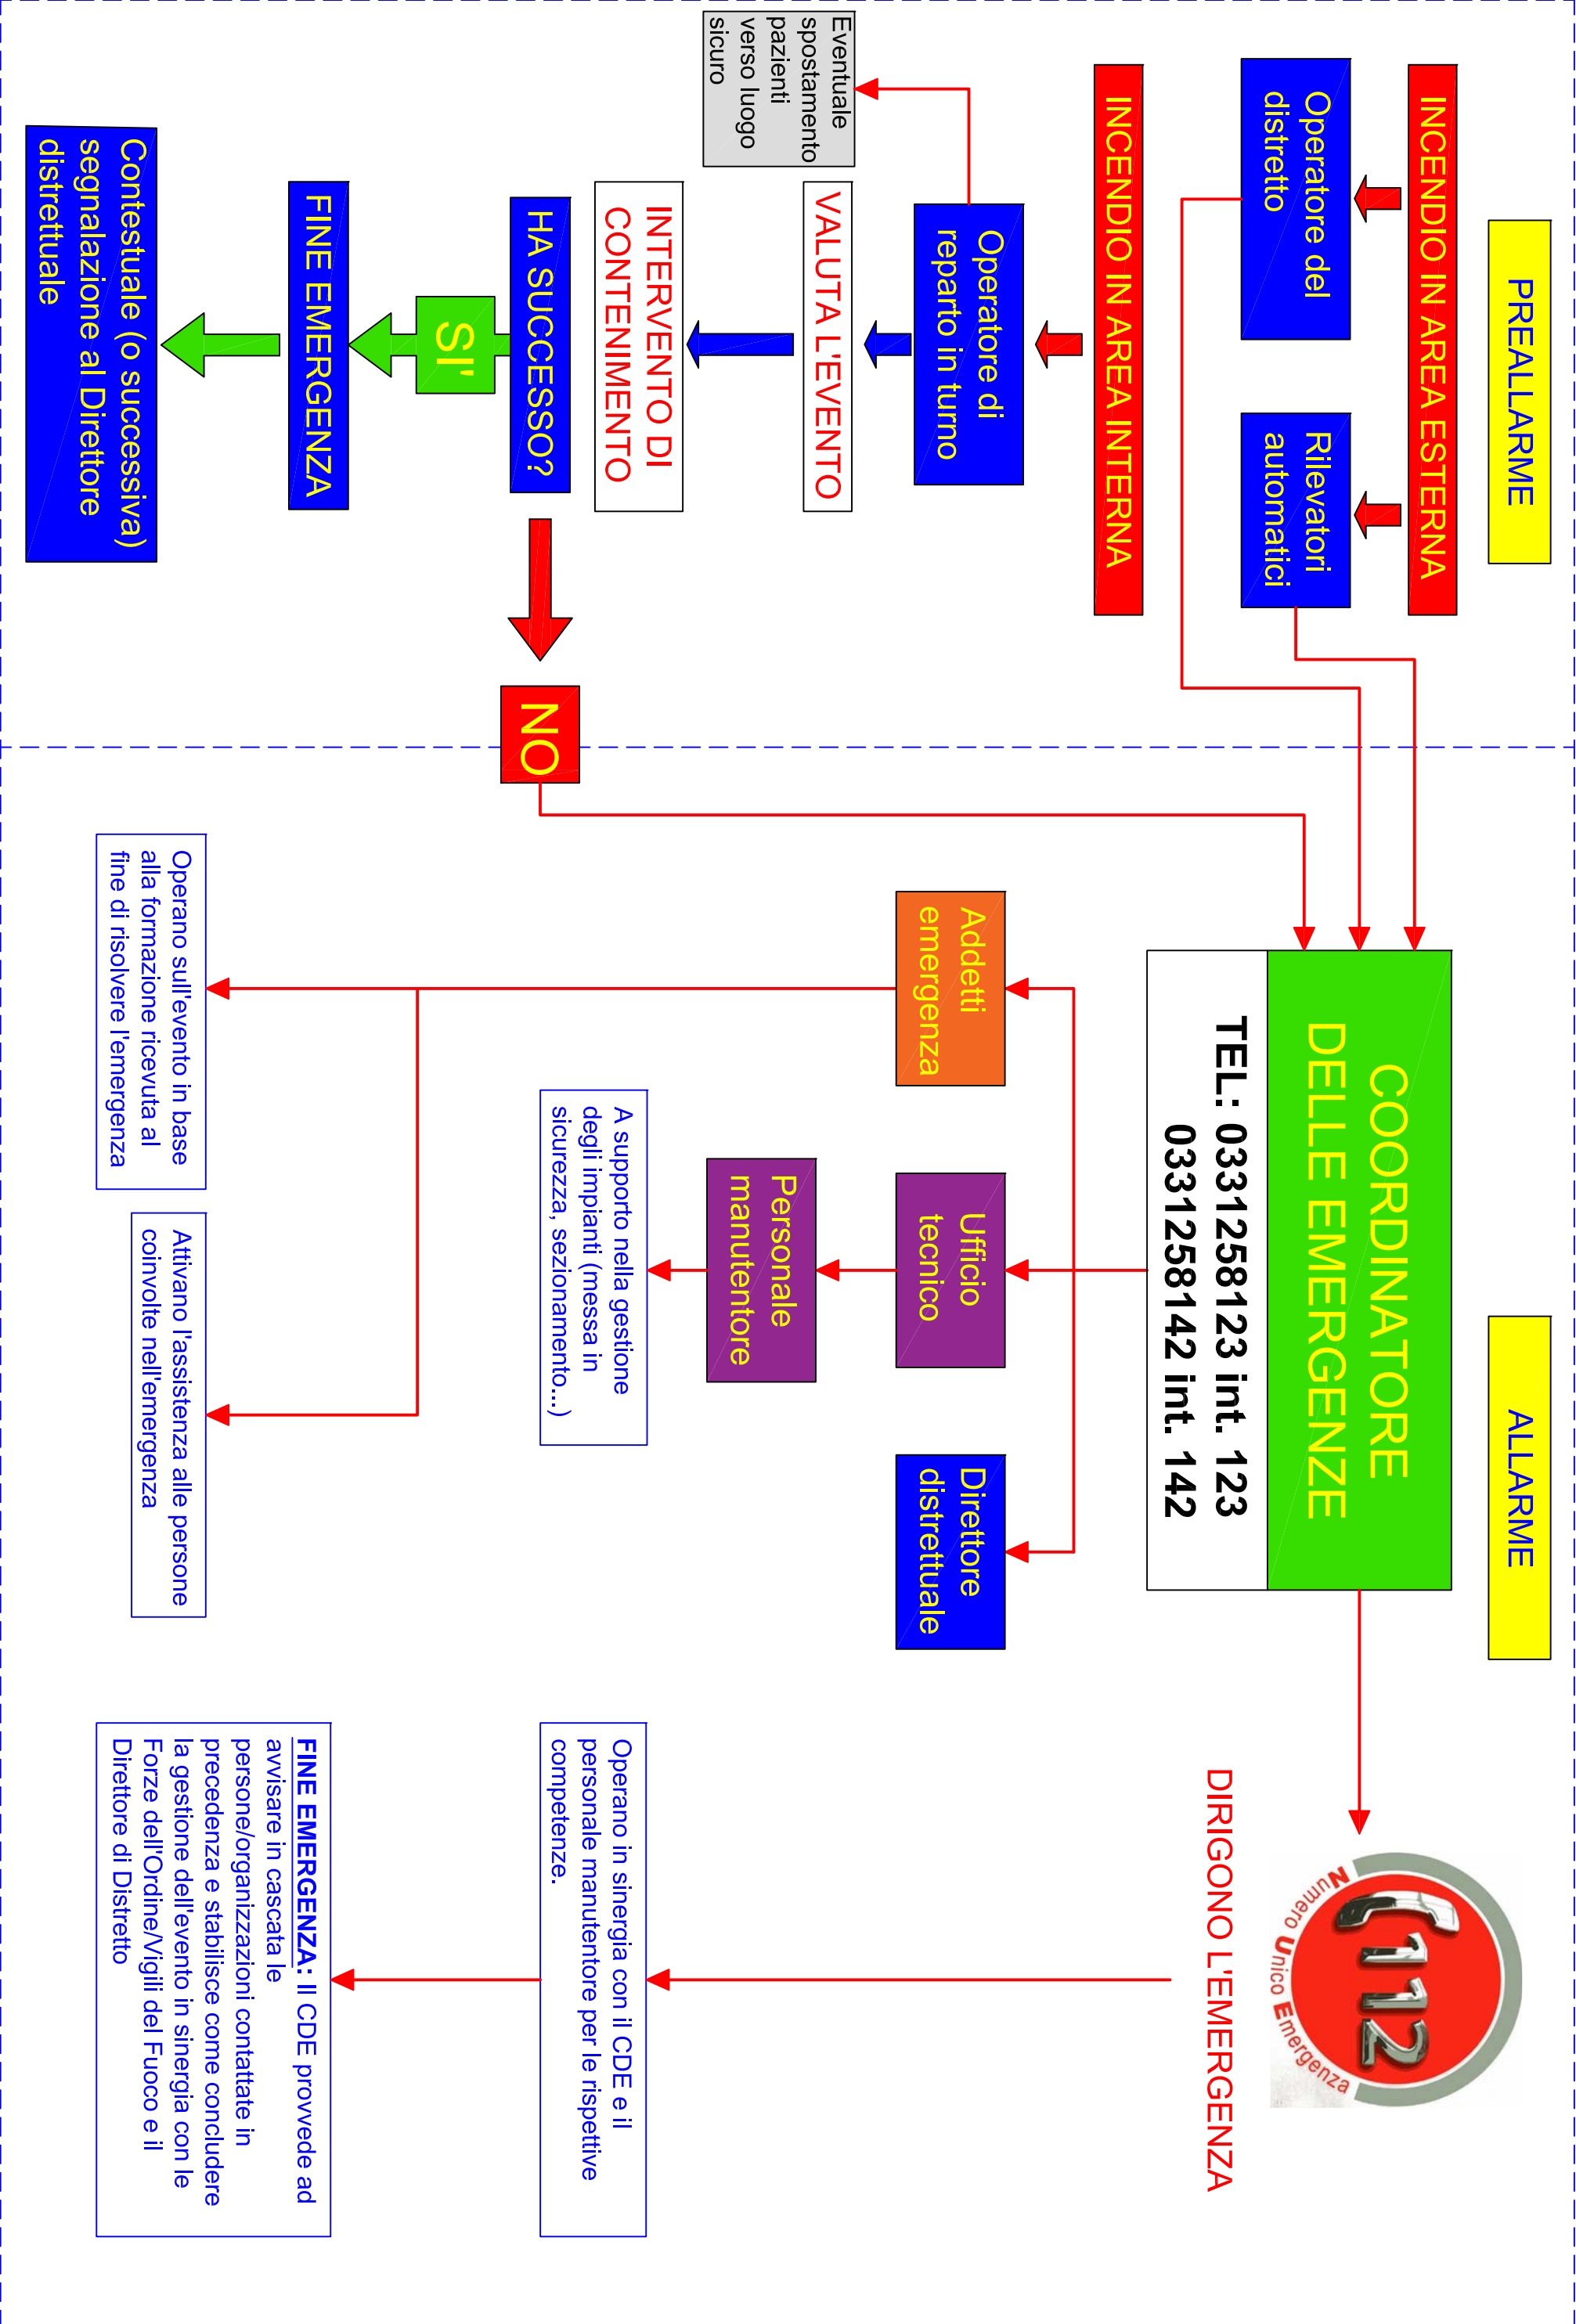 PREALLARME
INCENDIO IN AREA ESTERNA
Operatore del
distretto
Rilevatori
automatici
INCENDIO IN AREA INTERNA
Operatore di
reparto in turno
Eventuale
spostamento
pazienti
verso luogo
sicuro
VALUTA L'EVENTO
INTERVENTO DI
CONTENIMENTO
HA SUCCESSO?
NO
SI'
FINE EMERGENZA
Contestuale (o successiva)
segnalazione al Direttore
distrettuale
ALLARME
COORDINATORE
DELLE EMERGENZE
TEL: 0331258123 int. 123
0331258142 int. 142
Addetti
emergenza
Ufficio
tecnico
Direttore
distrettuale
Personale
manutentore
A supporto nella gestione
degli impianti (messa in
sicurezza, sezionamento...)
Operano sull'evento in base
alla formazione ricevuta al
fine di risolvere l'emergenza
Attivano l'assistenza alle persone
coinvolte nell'emergenza
112
Numero Unico Emergenza
DIRIGONO L'EMERGENZA
Operano in sinergia con il CDE e il
personale manutentore per le rispettive
competenze.
FINE EMERGENZA: Il CDE provvede ad
avvisare in cascata le
persone/organizzazioni contattate in
precedenza e stabilisce come concludere
la gestione dell'evento in sinergia con le
Forze dell'Ordine/Vigili del Fuoco e il
Direttore di Distretto